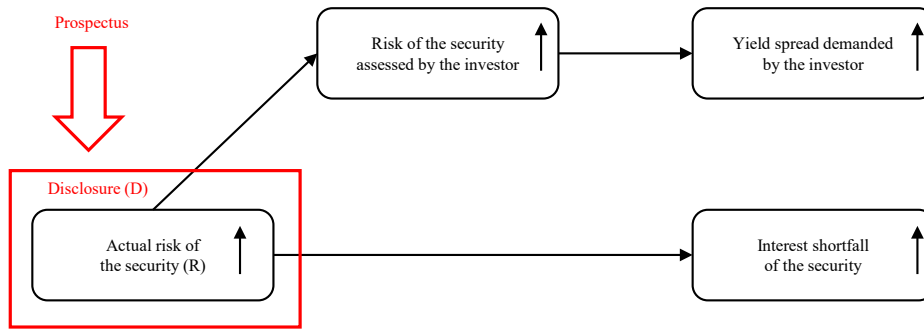 Prospectus
Risk of the security
assessed by the investor
Yield spread demanded
by the investor
Disclosure (D)
Actual risk of
the security (R)
Interest shortfall
of the security